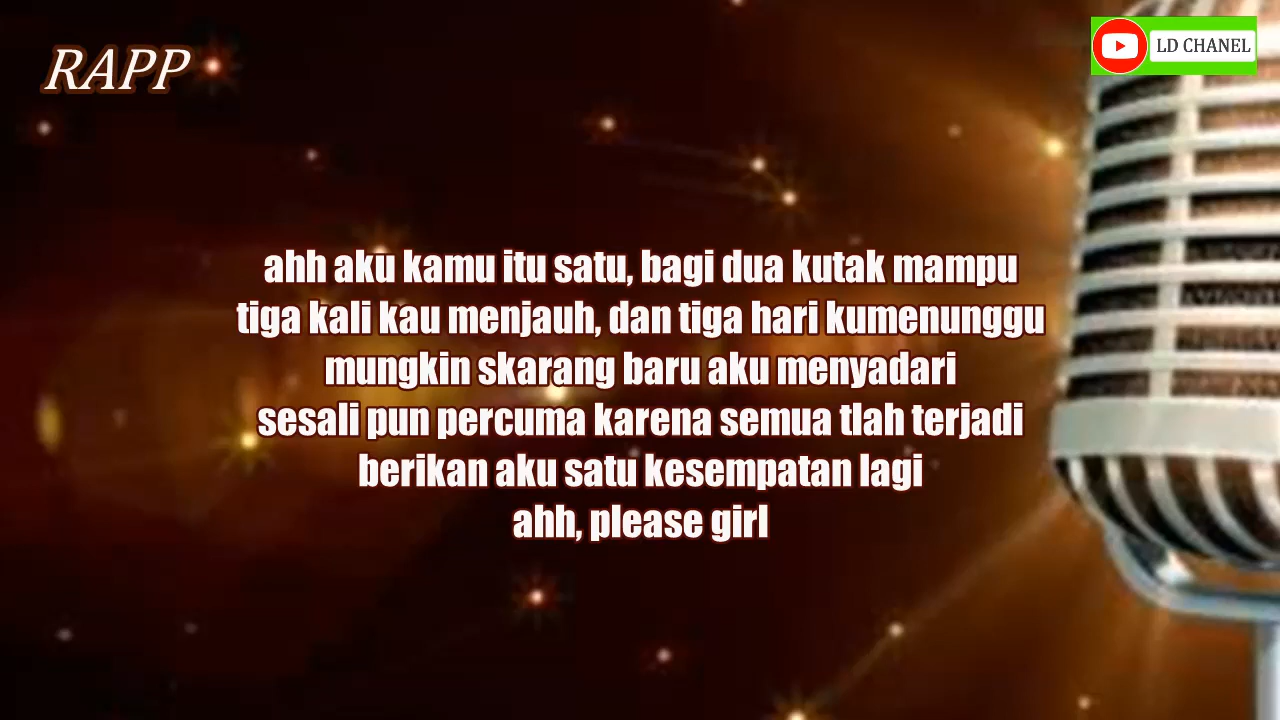 RAPP
LD CHANEL
ahh aku kamu itu satu, bagi dua kutak mampu
tiga kali kau menjauh, dan tiga hari kumenunggu
mungkin skarang baru aku menyadari
sesali pun percuma karena semua tlah terjadi
berikan aku satu kesempatan lagi
ahh, please girl